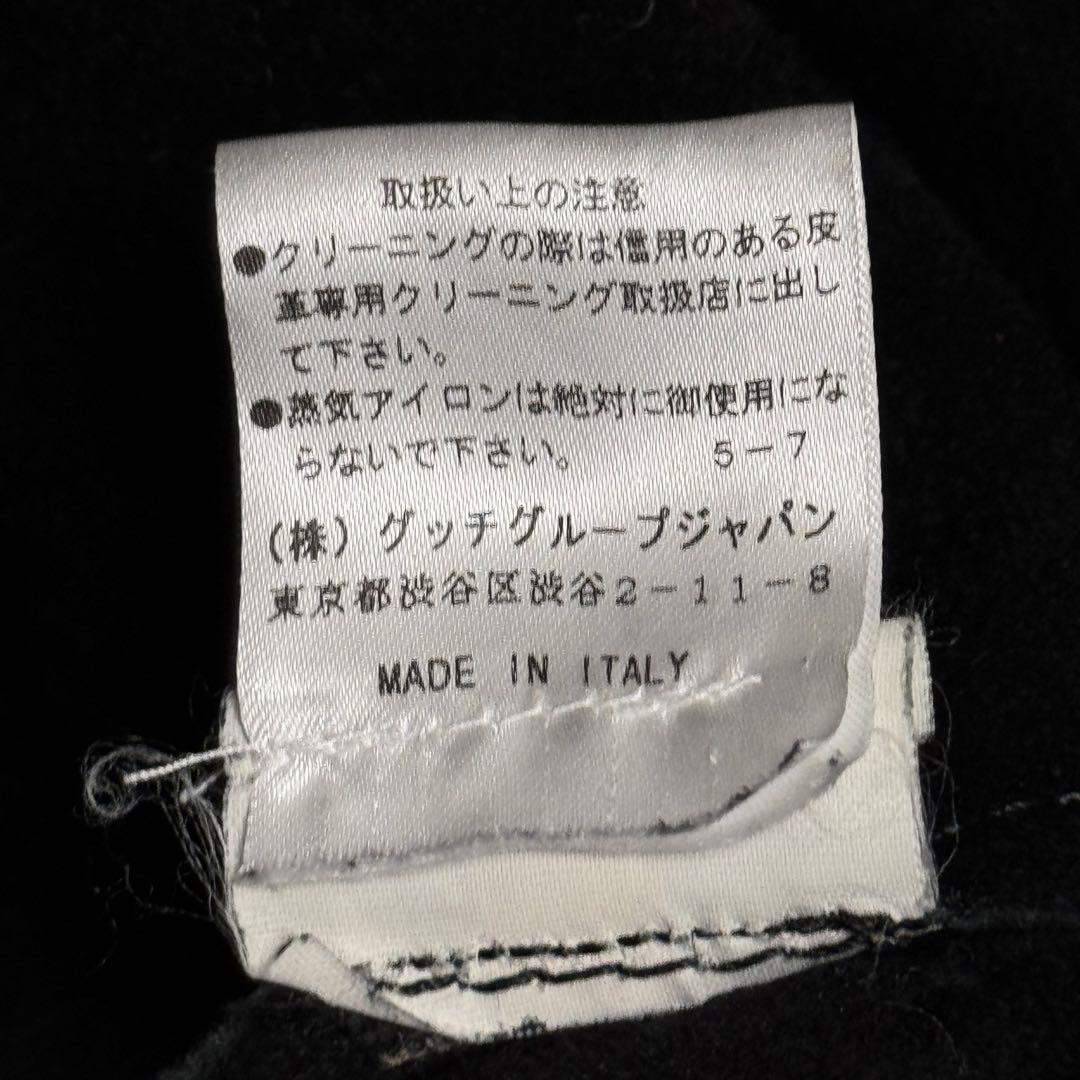 取扱い上の注意
●クリーニングの際は信用のある皮
革専用クリーニング取扱店に出し
て下さい。
●蒸気アイロンは絶対に御使用にな
らないで下さい。 5-7
(株)グッチグループジャパン
東京都渋谷区渋谷2-11-8
MADE IN ITALY